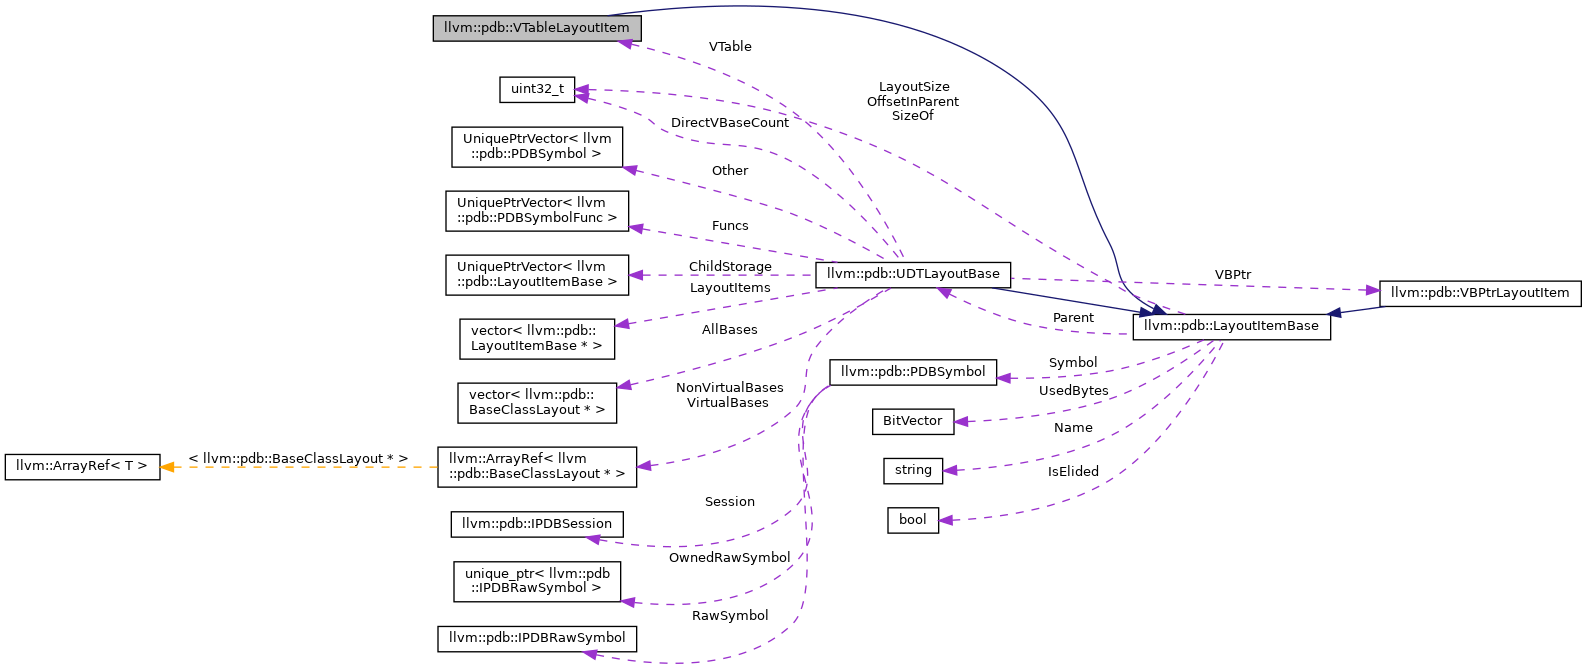 llvm::pdb::VTableLayoutItem
VTable
uint32_t
LayoutSize
OffsetInParent
SizeOf
DirectVBaseCount
UniquePtrVector< llvm
::pdb::PDBSymbol >
Other
UniquePtrVector< llvm
::pdb::PDBSymbolFunc >
Funcs
UniquePtrVector< llvm
::pdb::LayoutItemBase >
ChildStorage
llvm::pdb::UDTLayoutBase
VBPtr
llvm::pdb::VBPtrLayoutItem
LayoutItems
vector< llvm::pdb::
LayoutItemBase * >
Parent
llvm::pdb::LayoutItemBase
AllBases
vector< llvm::pdb::
BaseClassLayout * >
NonVirtualBases
VirtualBases
llvm::pdb::PDBSymbol
Symbol
UsedBytes
BitVector
Name
string
IsElided
bool
llvm::ArrayRef< T >
< llvm::pdb::BaseClassLayout * >
llvm::ArrayRef< llvm
::pdb::BaseClassLayout * >
Session
llvm::pdb::IPDBSession
OwnedRawSymbol
unique_ptr< llvm::pdb
::IPDBRawSymbol >
RawSymbol
llvm::pdb::IPDBRawSymbol